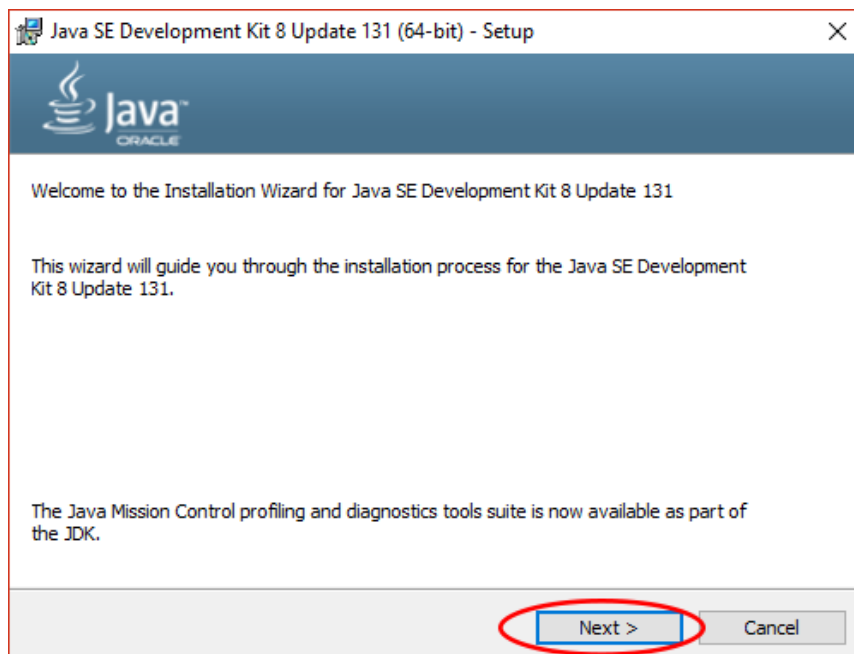 Java SE Development Kit 8 Update 131 (64-bit) - Setup
Java™
ORACLE
Welcome to the Installation Wizard for Java SE Development Kit 8 Update 131
This wizard will guide you through the installation process for the Java SE Development
Kit 8 Update 131.
The Java Mission Control profiling and diagnostics tools suite is now available as part of
the JDK.
Next >
Cancel